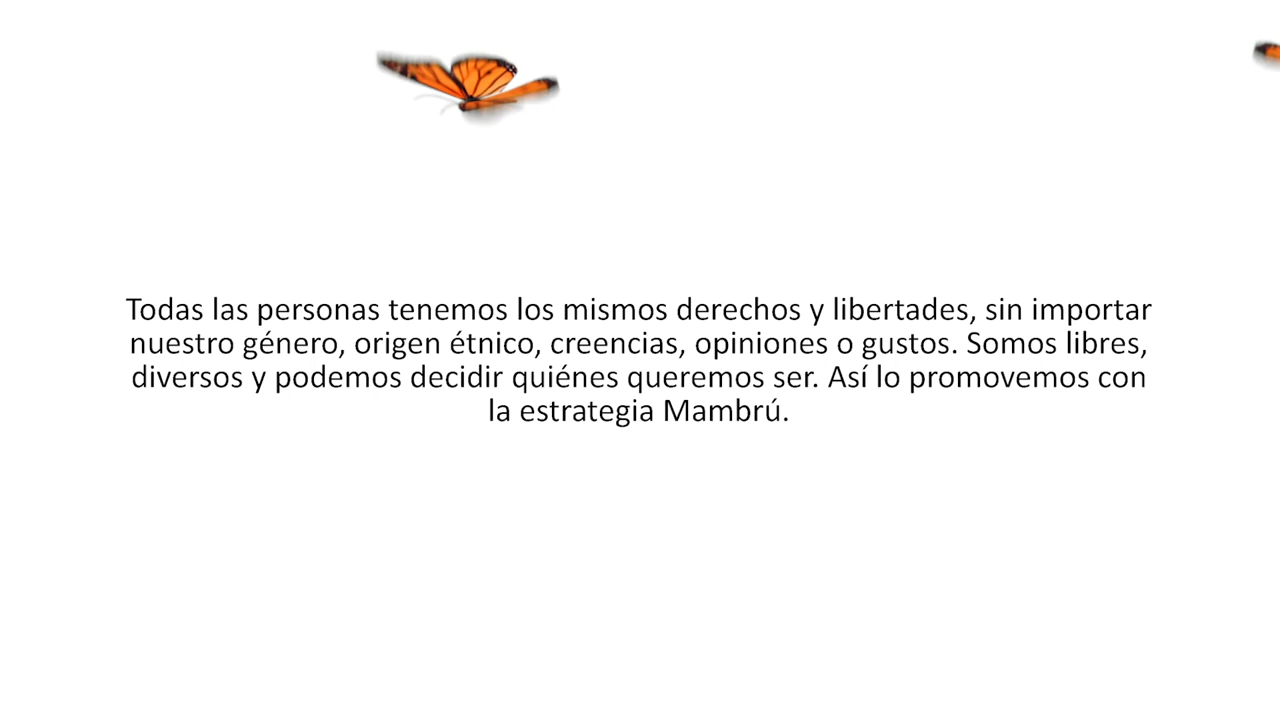 Todas las personas tenemos los mismos derechos y libertades, sin importar
nuestro género, origen étnico, creencias, opiniones o gustos. Somos libres,
diversos y podemos decidir quiénes queremos ser. Así lo promovemos con
la estrategia Mambrú.